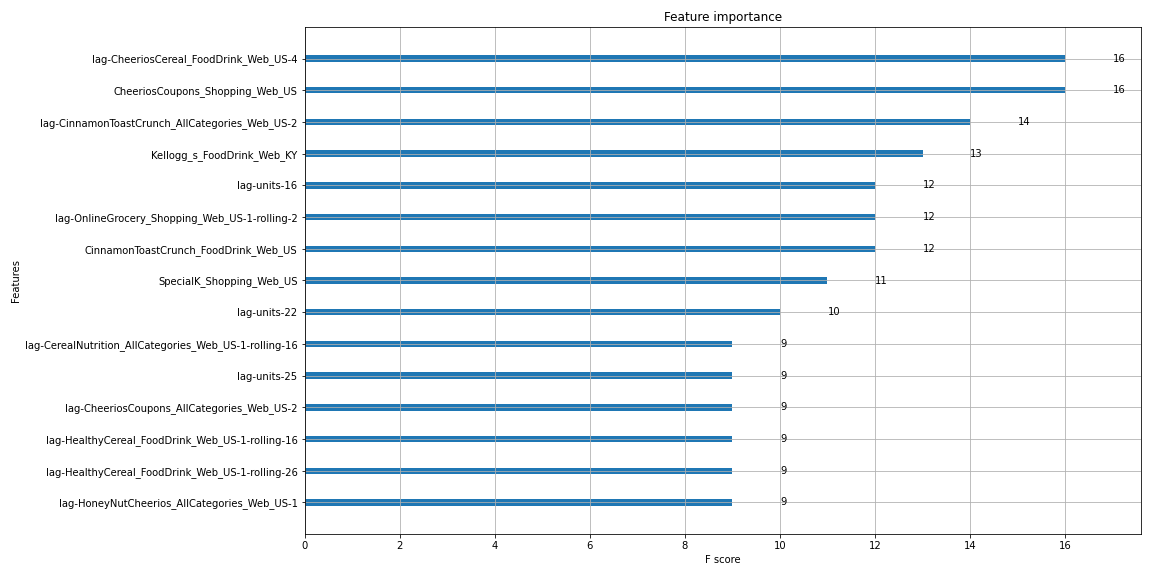 Feature importance
lag-CheeriosCereal_FoodDrink_Web_US-4 16
CheeriosCoupons_Shopping_Web_US 16
lag-CinnamonToastCrunch_AllCategories_Web_US-2 14
Kellogg_s_FoodDrink_Web_KY 13
lag-units-16 12
lag-OnlineGrocery_Shopping_Web_US-1-rolling-2 12
CinnamonToastCrunch_FoodDrink_Web_US 12
SpecialK_Shopping_Web_US 11
lag-units-22 10
lag-CerealNutrition_AllCategories_Web_US-1-rolling-16 9
lag-units-25 9
lag-CheeriosCoupons_AllCategories_Web_US-2 9
lag-HealthyCereal_FoodDrink_Web_US-1-rolling-16 9
lag-HealthyCereal_FoodDrink_Web_US-1-rolling-26 9
lag-HoneyNutCheerios_AllCategories_Web_US-1 9
Features
0 2 4 6 8 10 12 14 16
F score